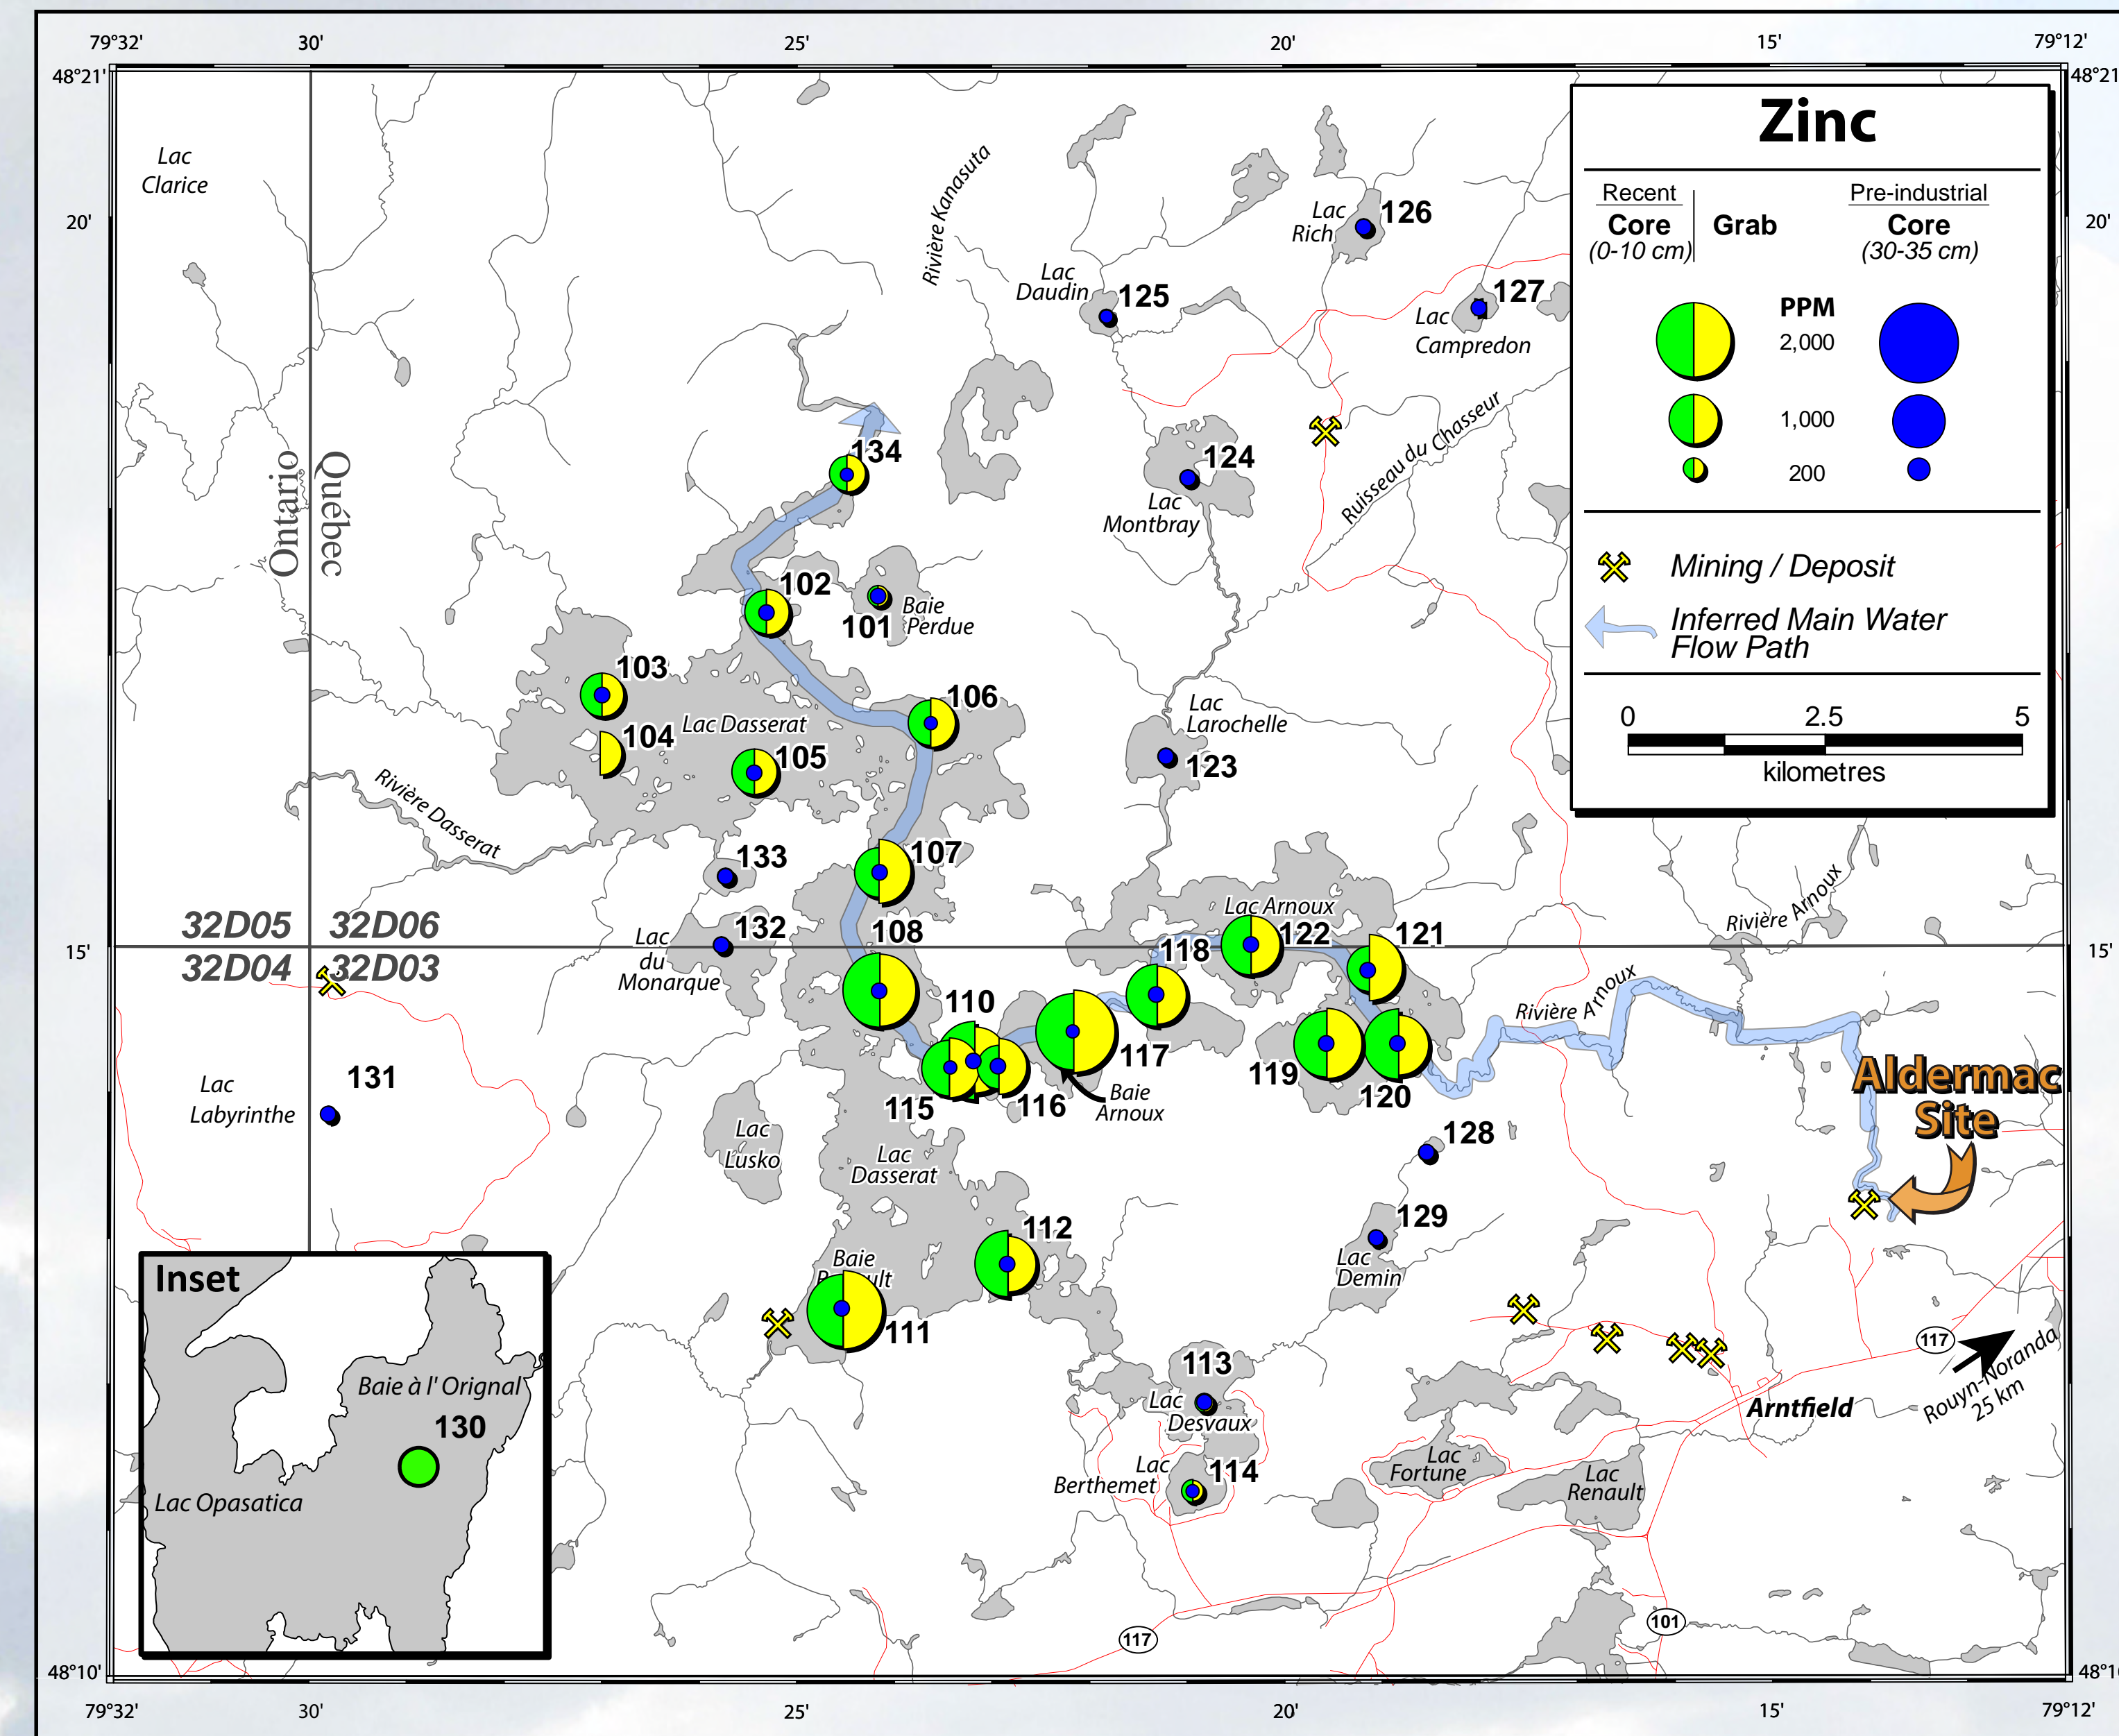 79°32'
30'
25'
20'
15'
79°12'
48°21'
48°21
Zinc
Recent
Pre-industrial
Core
Grab
Core
(0-10 cm)
(30-35 cm)
PPM
2,000
1,000
200
Mining / Deposit
Inferred Main Water
Flow Path
0
2.5
5
kilometres
Lac
Clarice
Rivière Kanasuta
Lac
Rich
126
20'
20'
Lac
Daudin
125
127
Lac
Campredon
Ruisseau du Chasseur
134
124
Lac
Montbray
Ontario
Québec
102
101
Baie
Perdue
103
106
104
Lac Dasserat
105
Lac
Larochelle
123
Rivière Dasserat
133
107
Lac Arnoux
Rivière Arnoux
32D05
32D06
132
108
118
122
121
15'
15'
32D04
32D03
Lac
du
Monarque
110
Rivière Arnoux
117
119
120
Aldermac
Site
131
Lac
Labyrinthe
115
116
Baie
Arnoux
128
Lac
Lusko
Lac
Dasserat
129
112
Lac
Demin
Baie
111
Inset
Baie à l' Orignal
130
Lac Opasatica
113
Lac
Desvaux
Lac
Berthemet
114
117
Rouyn-Noranda
25 km
Arntfield
Lac
Fortune
Lac
Renault
101
117
48°10'
48°1
79°32'
30'
25'
20'
15'
79°12'